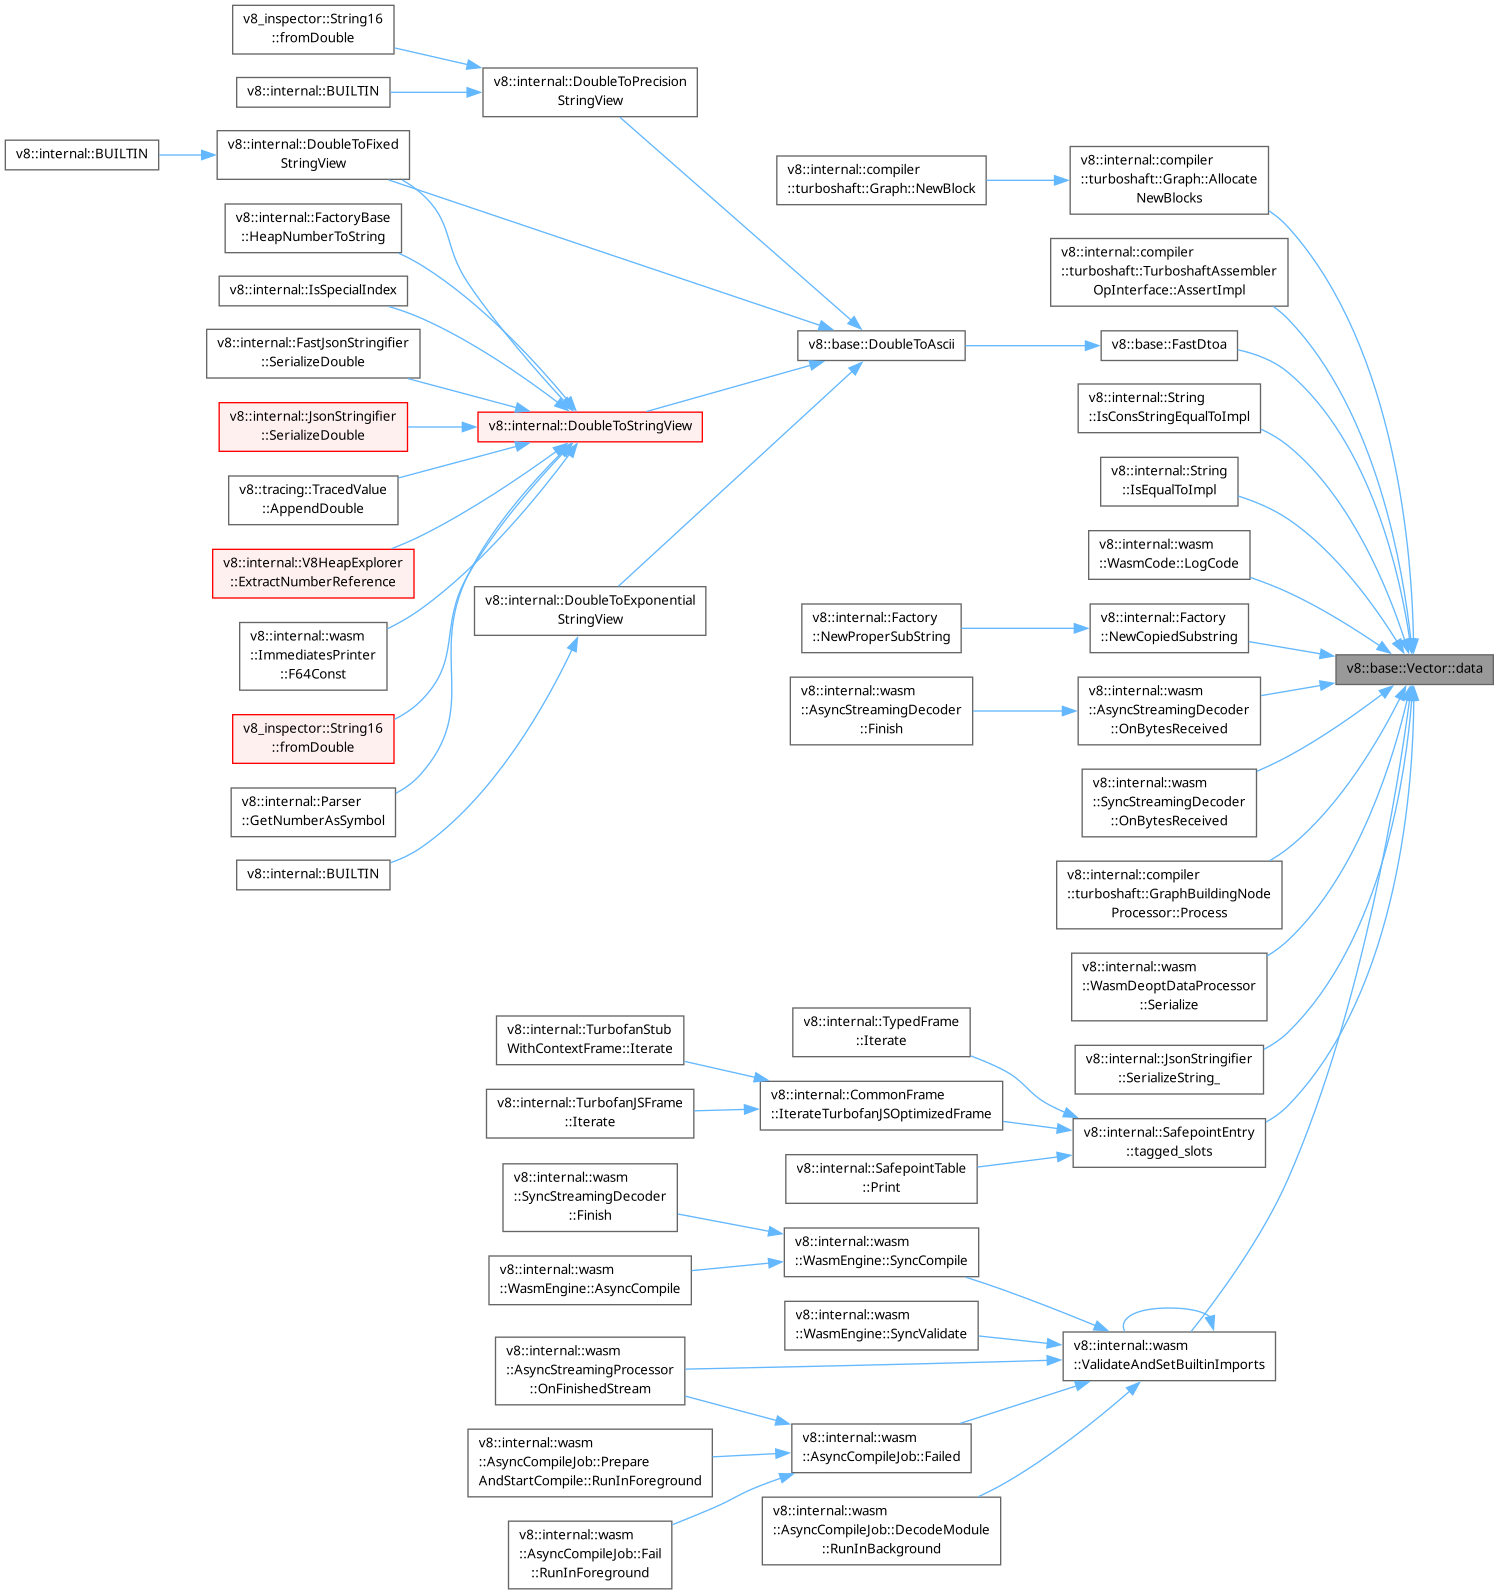 v8_inspector::String16
::fromDouble
v8::internal::BUILTIN
v8::internal::DoubleToPrecision
StringView
v8::internal::BUILTIN
v8::internal::DoubleToFixed
StringView
v8::internal::FactoryBase
::HeapNumberToString
v8::internal::IsSpecialIndex
v8::internal::FastJsonStringifier
::SerializeDouble
v8::internal::JsonStringifier
::SerializeDouble
v8::tracing::TracedValue
::AppendDouble
v8::internal::V8HeapExplorer
::ExtractNumberReference
v8::internal::wasm
::ImmediatesPrinter
::F64Const
v8_inspector::String16
::fromDouble
v8::internal::Parser
::GetNumberAsSymbol
v8::internal::BUILTIN
v8::internal::DoubleToStringView
v8::internal::DoubleToExponential
StringView
v8::base::DoubleToAscii
v8::internal::compiler
::turboshaft::Graph::NewBlock
v8::internal::compiler
::turboshaft::Graph::Allocate
NewBlocks
v8::internal::compiler
::turboshaft::TurboshaftAssembler
OpInterface::AssertImpl
v8::base::FastDtoa
v8::internal::String
::IsConsStringEqualToImpl
v8::internal::String
::IsEqualToImpl
v8::internal::wasm
::WasmCode::LogCode
v8::internal::Factory
::NewProperSubString
v8::internal::Factory
::NewCopiedSubstring
v8::base::Vector::data
v8::internal::wasm
::AsyncStreamingDecoder
::Finish
v8::internal::wasm
::AsyncStreamingDecoder
::OnBytesReceived
v8::internal::wasm
::SyncStreamingDecoder
::OnBytesReceived
v8::internal::compiler
::turboshaft::GraphBuildingNode
Processor::Process
v8::internal::wasm
::WasmDeoptDataProcessor
::Serialize
v8::internal::JsonStringifier
::SerializeString_
v8::internal::TurbofanStub
WithContextFrame::Iterate
v8::internal::TypedFrame
::Iterate
v8::internal::TurbofanJSFrame
::Iterate
v8::internal::CommonFrame
::IterateTurbofanJSOptimizedFrame
v8::internal::SafepointEntry
::tagged_slots
v8::internal::SafepointTable
::Print
v8::internal::wasm
::SyncStreamingDecoder
::Finish
v8::internal::wasm
::WasmEngine::SyncCompile
v8::internal::wasm
::WasmEngine::AsyncCompile
v8::internal::wasm
::WasmEngine::SyncValidate
v8::internal::wasm
::ValidateAndSetBuiltinImports
v8::internal::wasm
::AsyncStreamingProcessor
::OnFinishedStream
v8::internal::wasm
::AsyncCompileJob::Failed
v8::internal::wasm
::AsyncCompileJob::Prepare
AndStartCompile::RunInForeground
v8::internal::wasm
::AsyncCompileJob::DecodeModule
::RunInBackground
v8::internal::wasm
::AsyncCompileJob::Fail
::RunInForeground